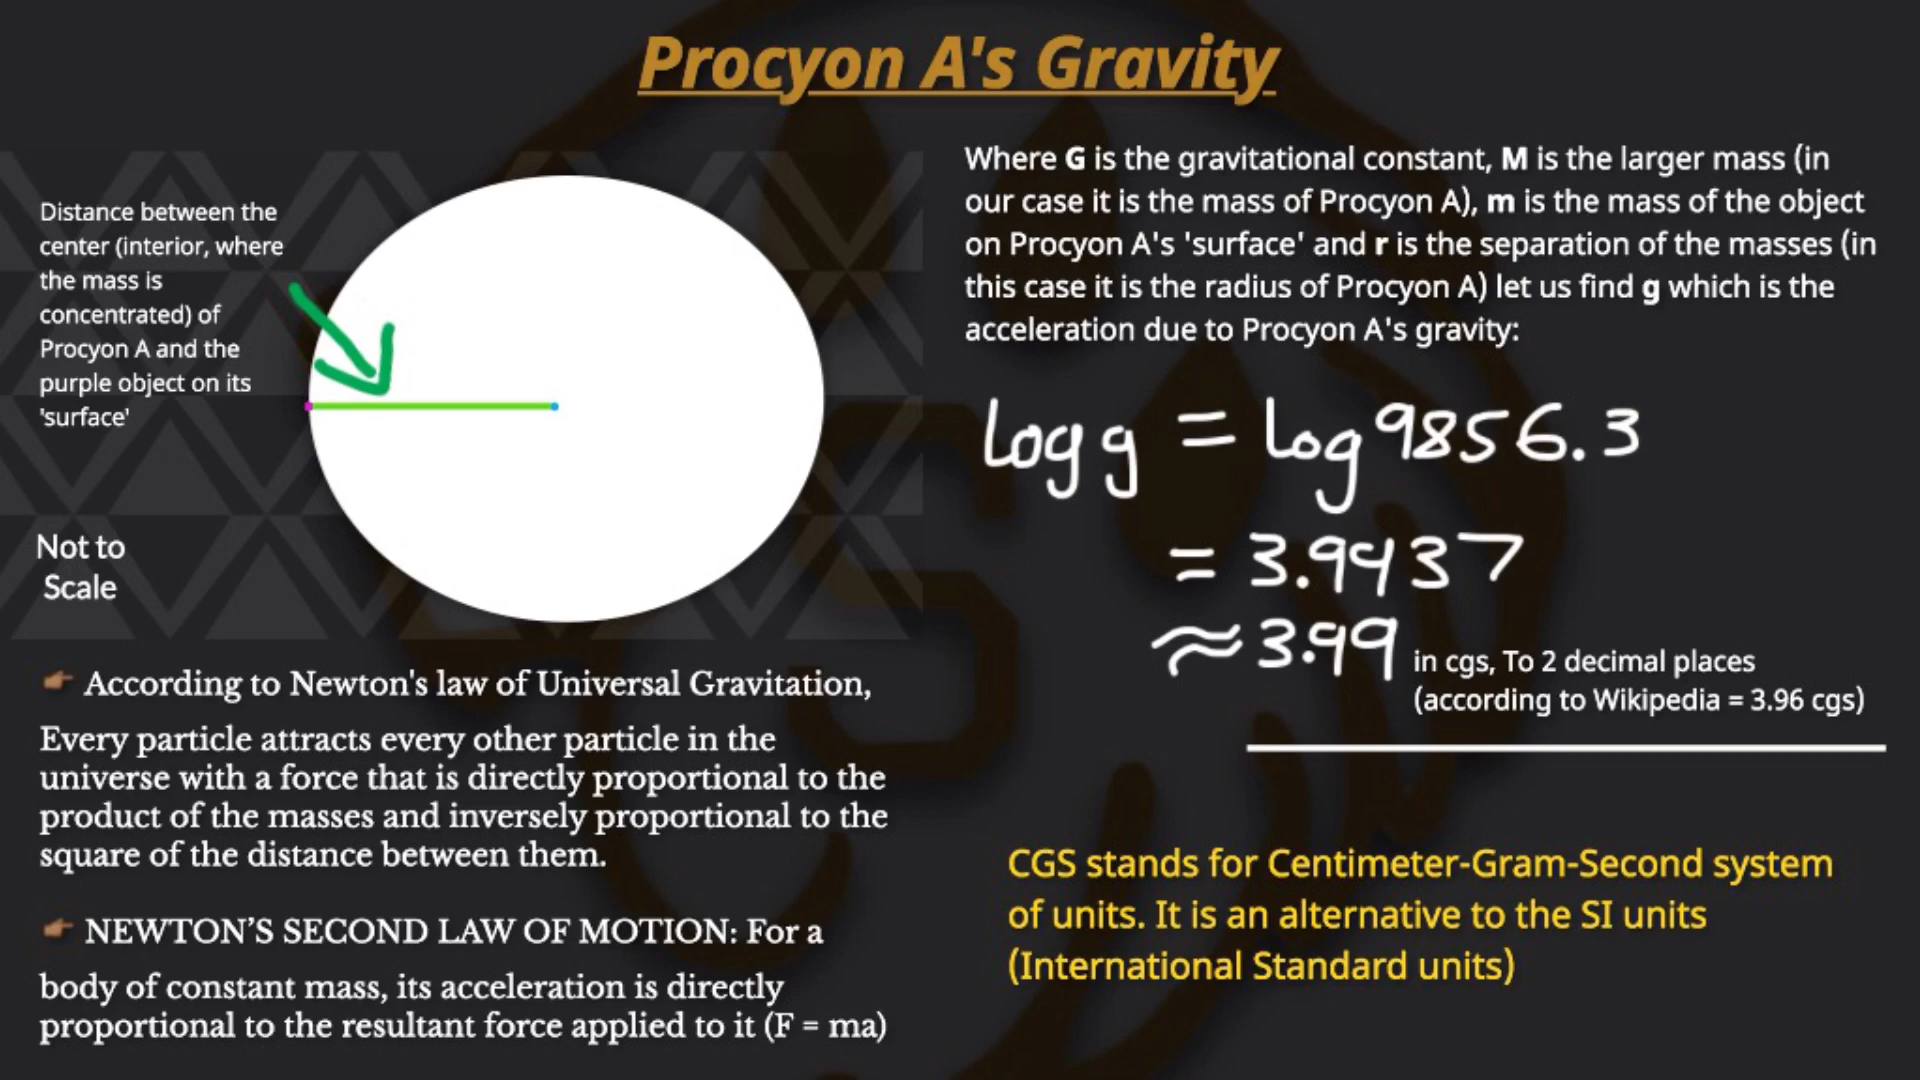 Procyon A's Gravity
Distance between the
center (interior, where
the mass is
concentrated) of
Procyon A and the
purple object on its
'surface'
Not to
Scale
☛ According to Newton's law of Universal Gravitation,
Every particle attracts every other particle in the
universe with a force that is directly proportional to the
product of the masses and inversely proportional to the
square of the distance between them.
☛ NEWTON’S SECOND LAW OF MOTION: For a
body of constant mass, its acceleration is directly
proportional to the resultant force applied to it (F = ma)
Where G is the gravitational constant, M is the larger mass (in
our case it is the mass of Procyon A), m is the mass of the object
on Procyon A's 'surface' and r is the separation of the masses (in
this case it is the radius of Procyon A) let us find g which is the
acceleration due to Procyon A's gravity:
log g = log 9856.3
= 3.9937
≈ 3.99 in cgs, To 2 decimal places
(according to Wikipedia = 3.96 cgs)
CGS stands for Centimeter-Gram-Second system
of units. It is an alternative to the SI units
(International Standard units)